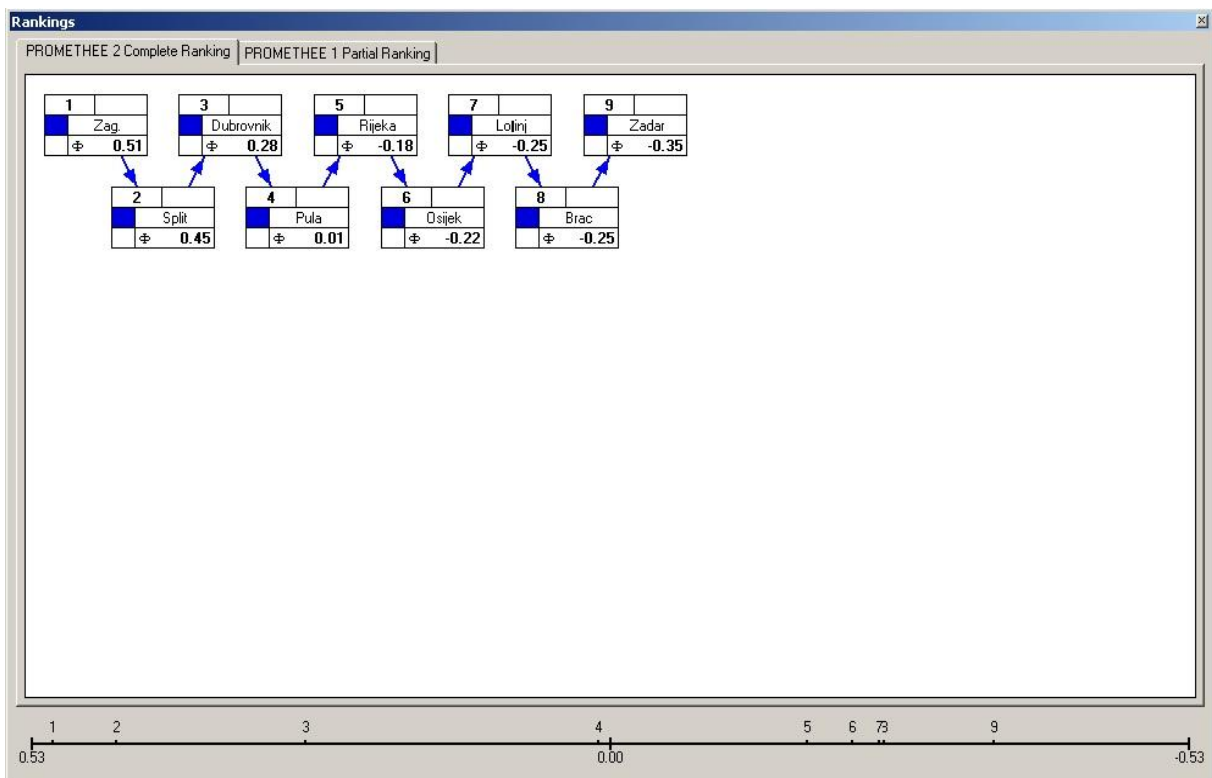 Rankings
PROMETHEE 2 Complete Ranking PROMETHEE 1 Partial Ranking
1 3 5 7 9
Zag. Dubrovnik Rijeka Loļinj Zadar
Φ 0.51 Φ 0.28 Φ -0.18 Φ -0.25 Φ -0.35
2 4 6 8
Split Pula Osijek Brac
Φ 0.45 Φ 0.01 Φ -0.22 Φ -0.25
1 2 3 4 5 6 7 8 9
0.53 0.00 -0.53